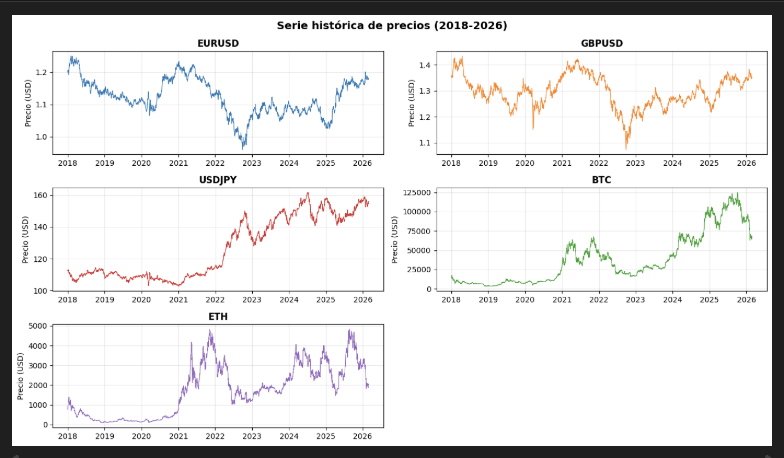 Serie histórica de precios (2018-2026)
EURUSD
Precio (USD)
1.2
1.1
1.0
2018 2019 2020 2021 2022 2023 2024 2025 2026
GBPUSD
Precio (USD)
1.4
1.3
1.2
1.1
2018 2019 2020 2021 2022 2023 2024 2025 2026
USDJPY
Precio (USD)
160
140
120
100
2018 2019 2020 2021 2022 2023 2024 2025 2026
BTC
Precio (USD)
125000
100000
75000
50000
25000
0
2018 2019 2020 2021 2022 2023 2024 2025 2026
ETH
Precio (USD)
5000
4000
3000
2000
1000
0
2018 2019 2020 2021 2022 2023 2024 2025 2026